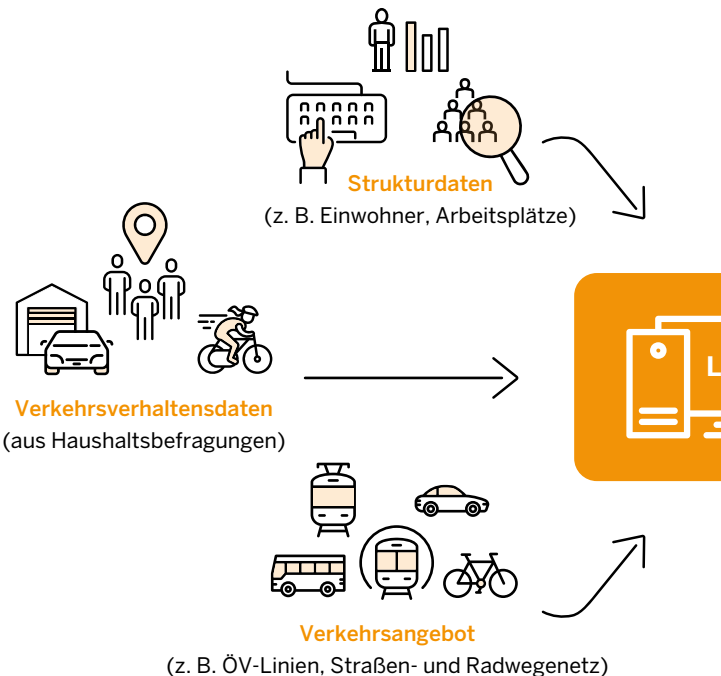 Strukturdaten
(z. B. Einwohner, Arbeitsplätze)
Verkehrsverhaltensdaten
(aus Haushaltsbefragungen)
Verkehrsangebot
(z. B. ÖV-Linien, Straßen- und Radwegenetz)